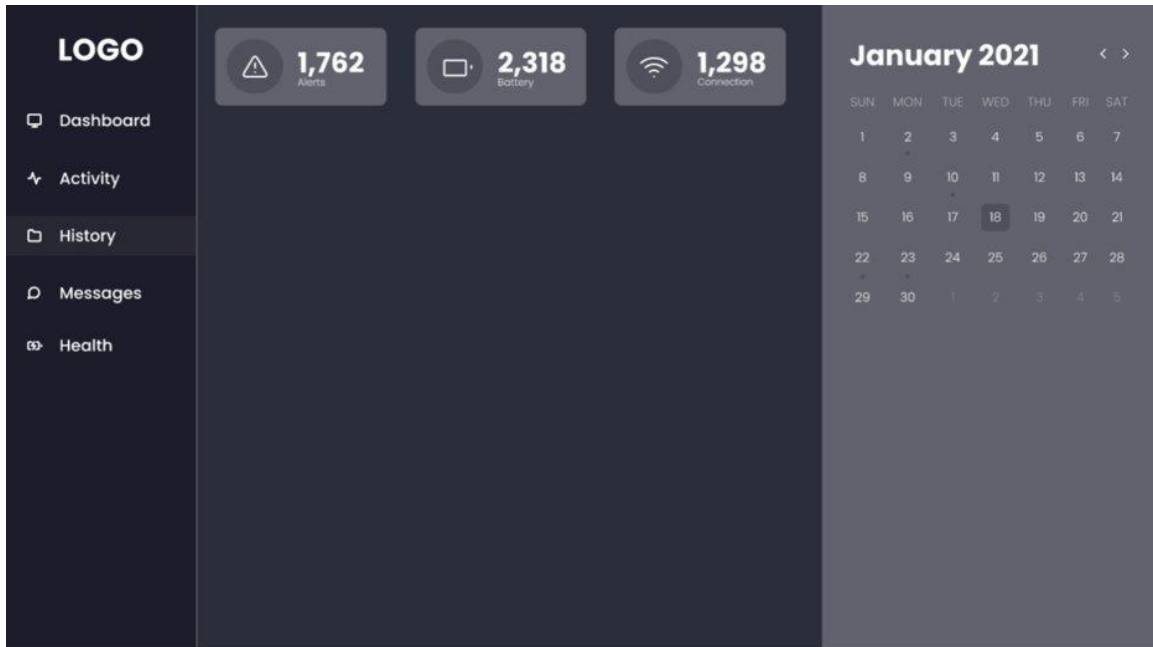 LOGO
Dashboard
Activity
History
Messages
Health
1,762
Alerts
2,318
Battery
1,298
Connection
January 2021 < >
SUN MON TUE WED THU FRI SAT
1 2 3 4 5 6 7
8 9 10 11 12 13 14
15 16 17 18 19 20 21
22 23 24 25 26 27 28
29 30 1 2 3 4 5